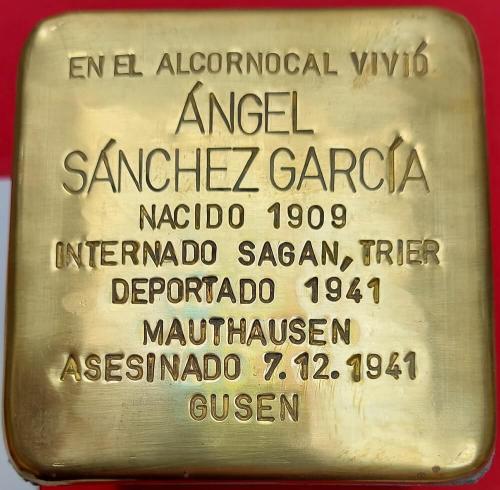 EN EL ALCORNOCAL VIVIÓ
ÁNGEL
SÁNCHEZ GARCÍA
NACIDO 1909
INTERNADO SAGAN, TRIER
DEPORTADO 1941
MAUTHAUSEN
ASESINADO 7.12.1941
GUSEN